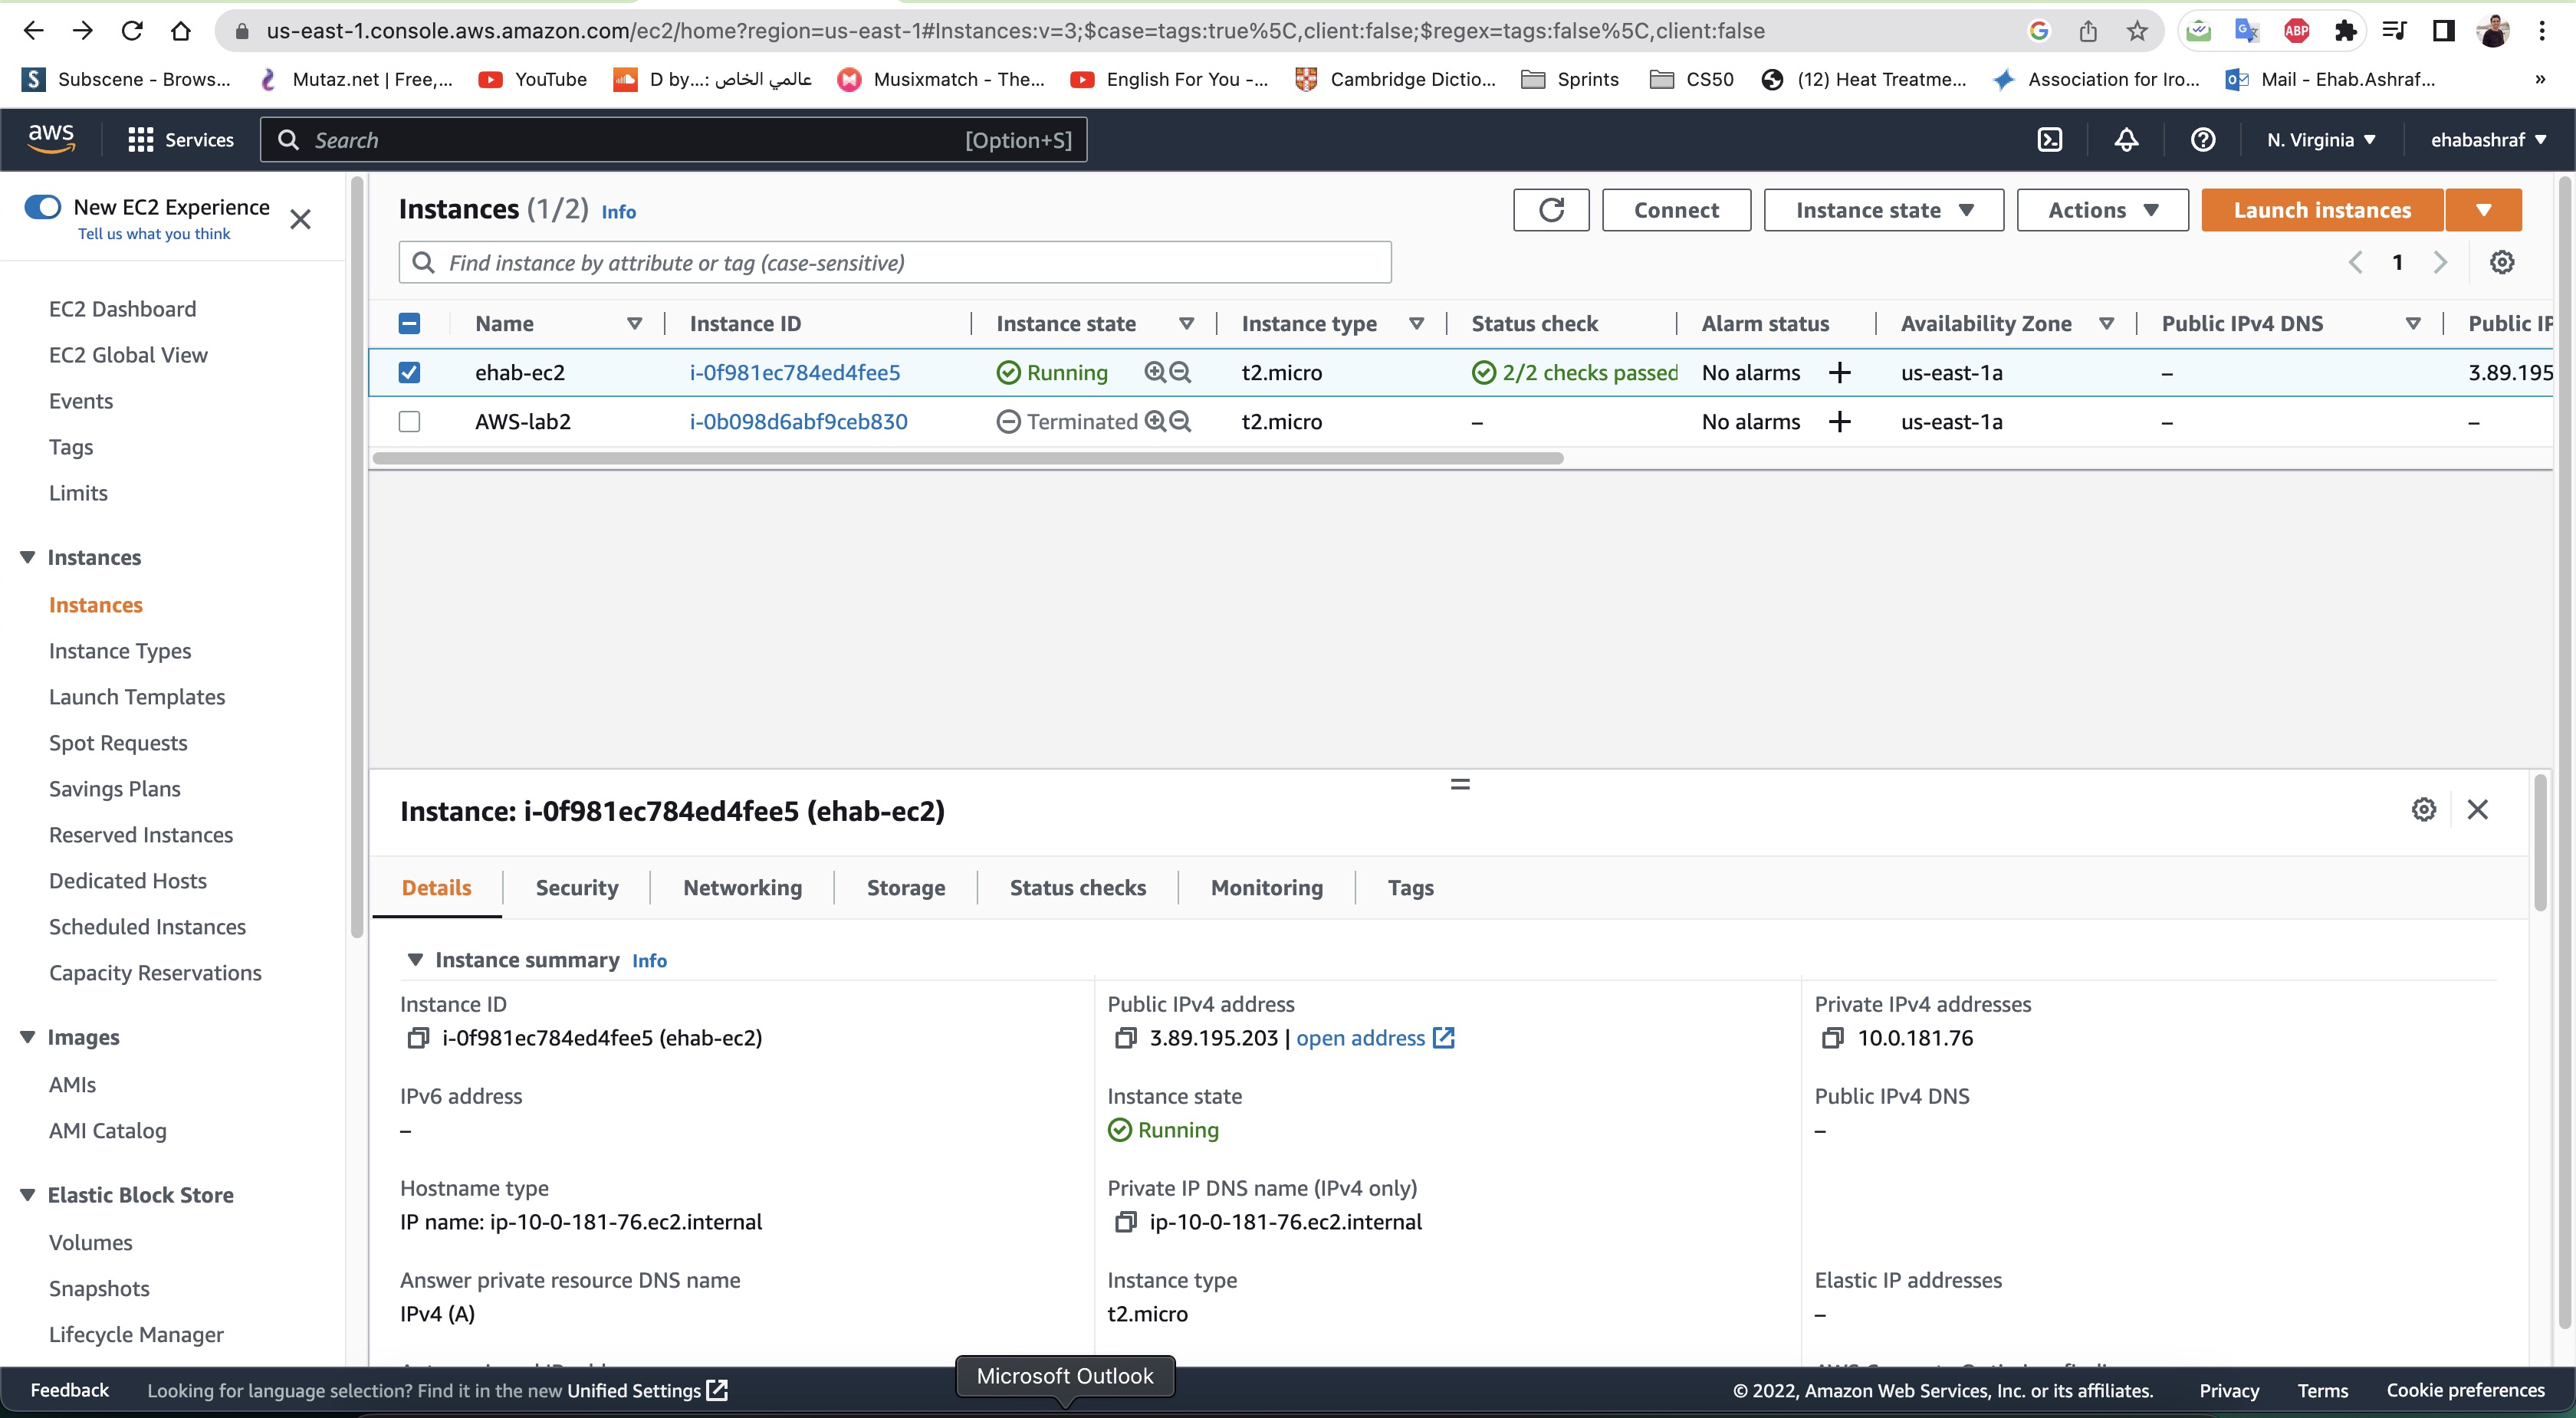 us-east-1.console.aws.amazon.com/ec2/home?region=us-east-1#Instances:v=3;$case=tags:true%5C,client:false;$regex=tags:false%5C,client:false
ABP
Subscene - Brows... Mutaz.net | Free,... YouTube D by...: عالمي الخاص Musixmatch - The... English For You -... Cambridge Dictio... Sprints CS50 (12) Heat Treatme... Association for Iro... Mail - Ehab.Ashraf... »
aws Services Search [Option+S] N. Virginia ehabashraf
New EC2 Experience
Tell us what you think
EC2 Dashboard
EC2 Global View
Events
Tags
Limits
Instances
Instances
Instance Types
Launch Templates
Spot Requests
Savings Plans
Reserved Instances
Dedicated Hosts
Scheduled Instances
Capacity Reservations
Images
AMIs
AMI Catalog
Elastic Block Store
Volumes
Snapshots
Lifecycle Manager
Instances (1/2) Info
Connect Instance state Actions Launch instances
Find instance by attribute or tag (case-sensitive)
1
Name Instance ID Instance state Instance type Status check Alarm status Availability Zone Public IPv4 DNS Public IP
ehab-ec2 i-0f981ec784ed4fee5 Running t2.micro 2/2 checks passed No alarms + us-east-1a – 3.89.195
AWS-lab2 i-0b098d6abf9ceb830 Terminated t2.micro – No alarms + us-east-1a – –
Instance: i-0f981ec784ed4fee5 (ehab-ec2)
Details Security Networking Storage Status checks Monitoring Tags
Instance summary Info
Instance ID
i-0f981ec784ed4fee5 (ehab-ec2)
Public IPv4 address
3.89.195.203 | open address
Private IPv4 addresses
10.0.181.76
IPv6 address
–
Instance state
Running
Public IPv4 DNS
–
Hostname type
IP name: ip-10-0-181-76.ec2.internal
Private IP DNS name (IPv4 only)
ip-10-0-181-76.ec2.internal
Answer private resource DNS name
IPv4 (A)
Instance type
t2.micro
Elastic IP addresses
–
Microsoft Outlook
Feedback Looking for language selection? Find it in the new Unified Settings © 2022, Amazon Web Services, Inc. or its affiliates. Privacy Terms Cookie preferences